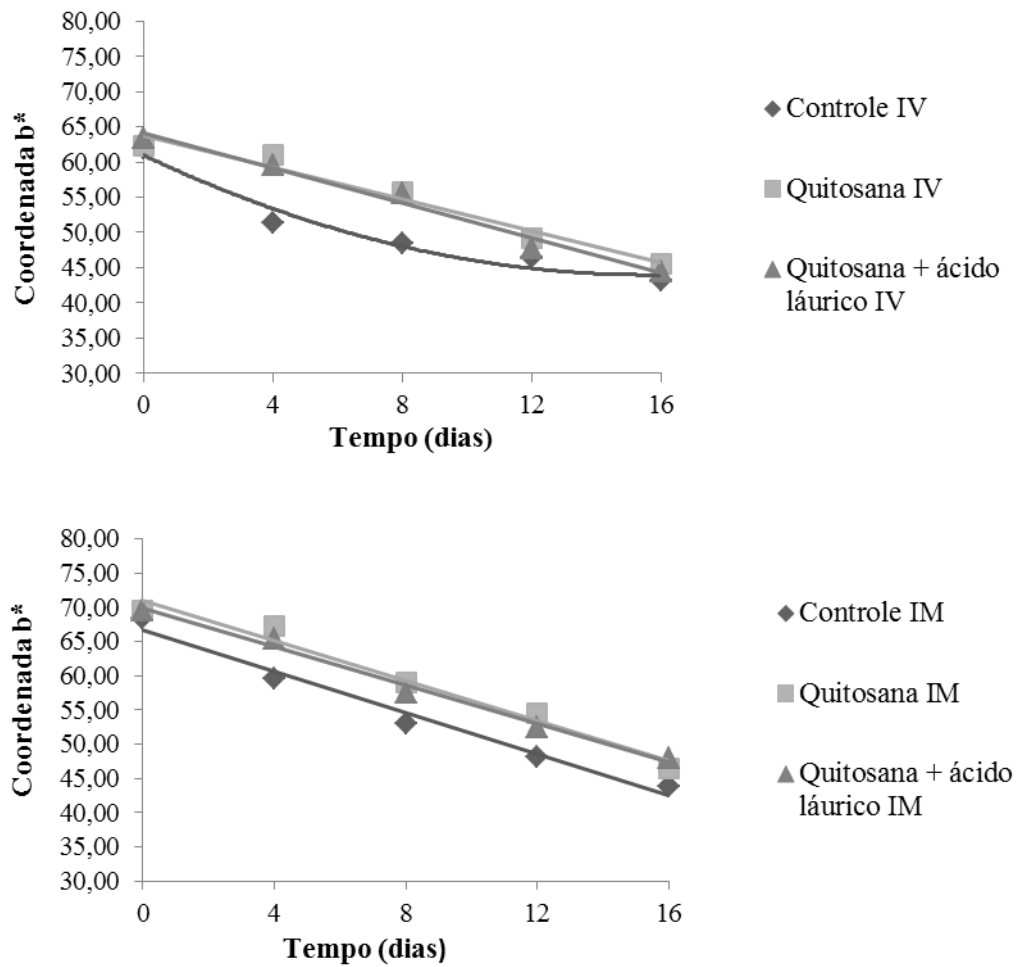 80,00
75,00
70,00
65,00
60,00
55,00
50,00
45,00
40,00
35,00
30,00
Coordenada b*
0 4 8 12 16
Tempo (dias)
Controle IV
Quitosana IV
Quitosana + ácido
láurico IV
80,00
75,00
70,00
65,00
60,00
55,00
50,00
45,00
40,00
35,00
30,00
Coordenada b*
0 4 8 12 16
Tempo (dias)
Controle IM
Quitosana IM
Quitosana + ácido
láurico IM